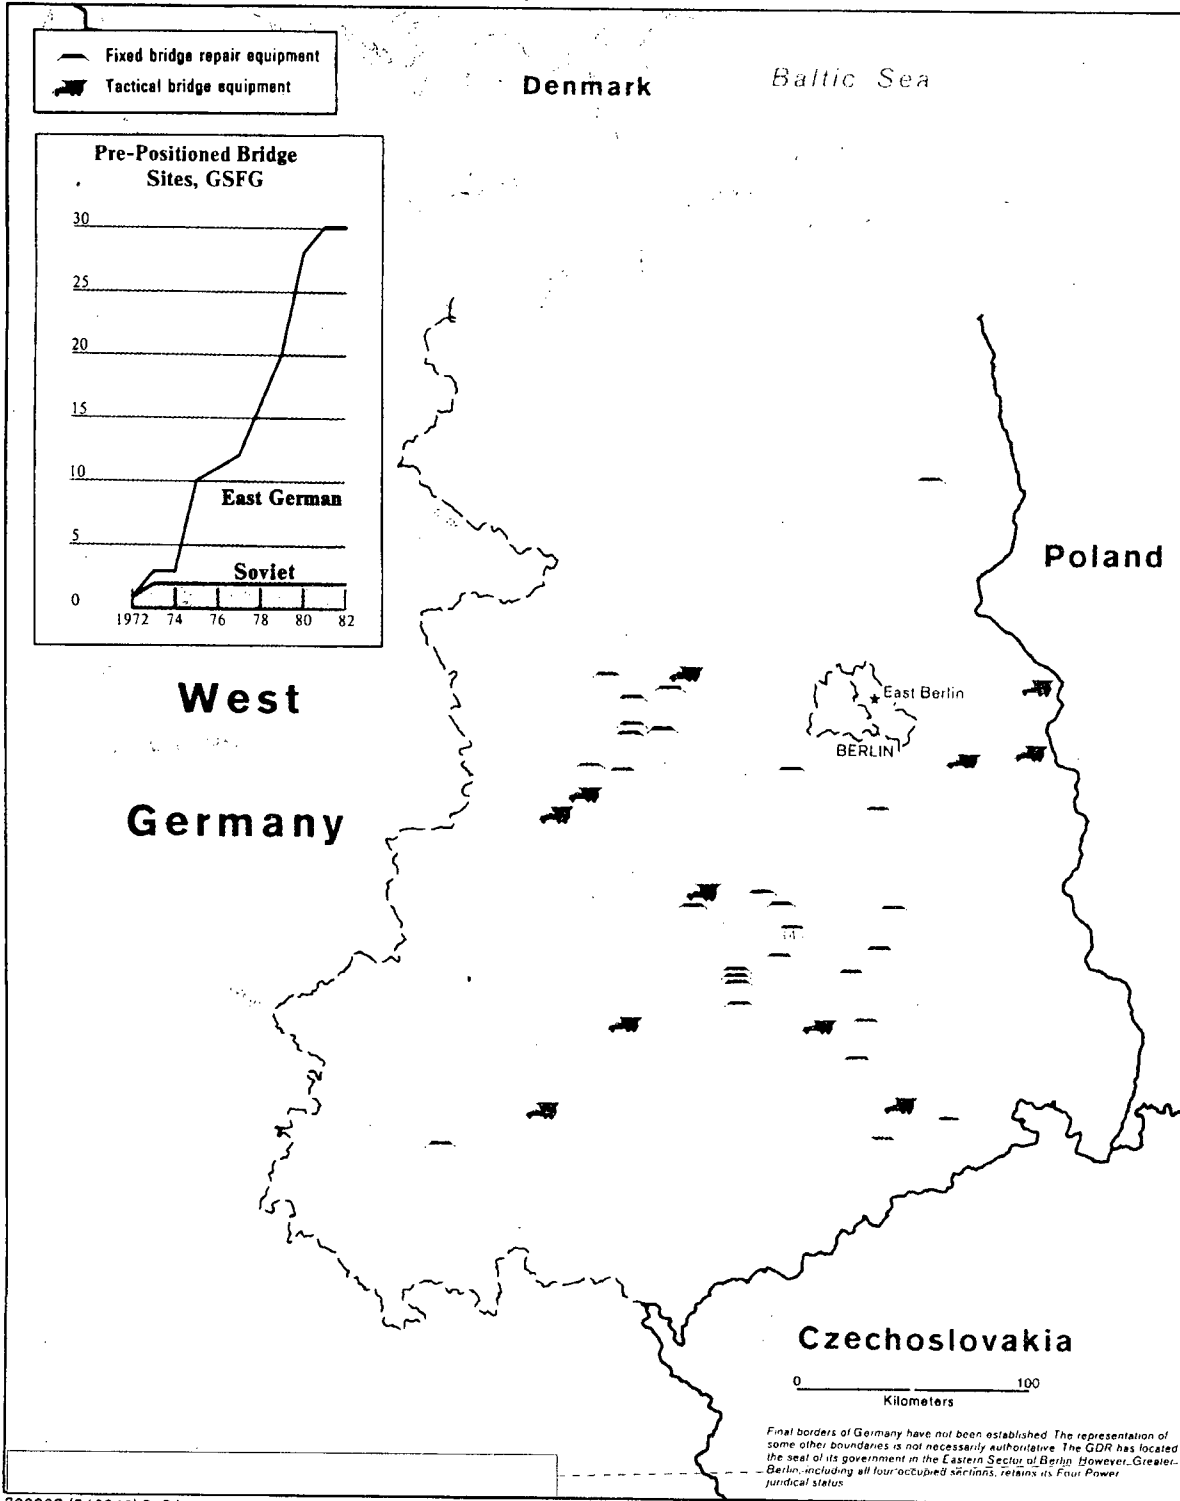 Fixed bridge repair equipment
Tactical bridge equipment
Denmark
Baltic Sea
Pre-Positioned Bridge
Sites, GSFG
30
25
20
15
10
East German
5
Soviet
0
1972 74 76 78 80 82
Poland
West
Germany
East Berlin
BERLIN
Czechoslovakia
0 100
Kilometers
Final borders of Germany have not been established. The representation of
some other boundaries is not necessarily authoritative. The GDR has located
the seat of its government in the Eastern Sector of Berlin. However, Greater
Berlin, including all four occupied sections, retains its Four Power
juridical status